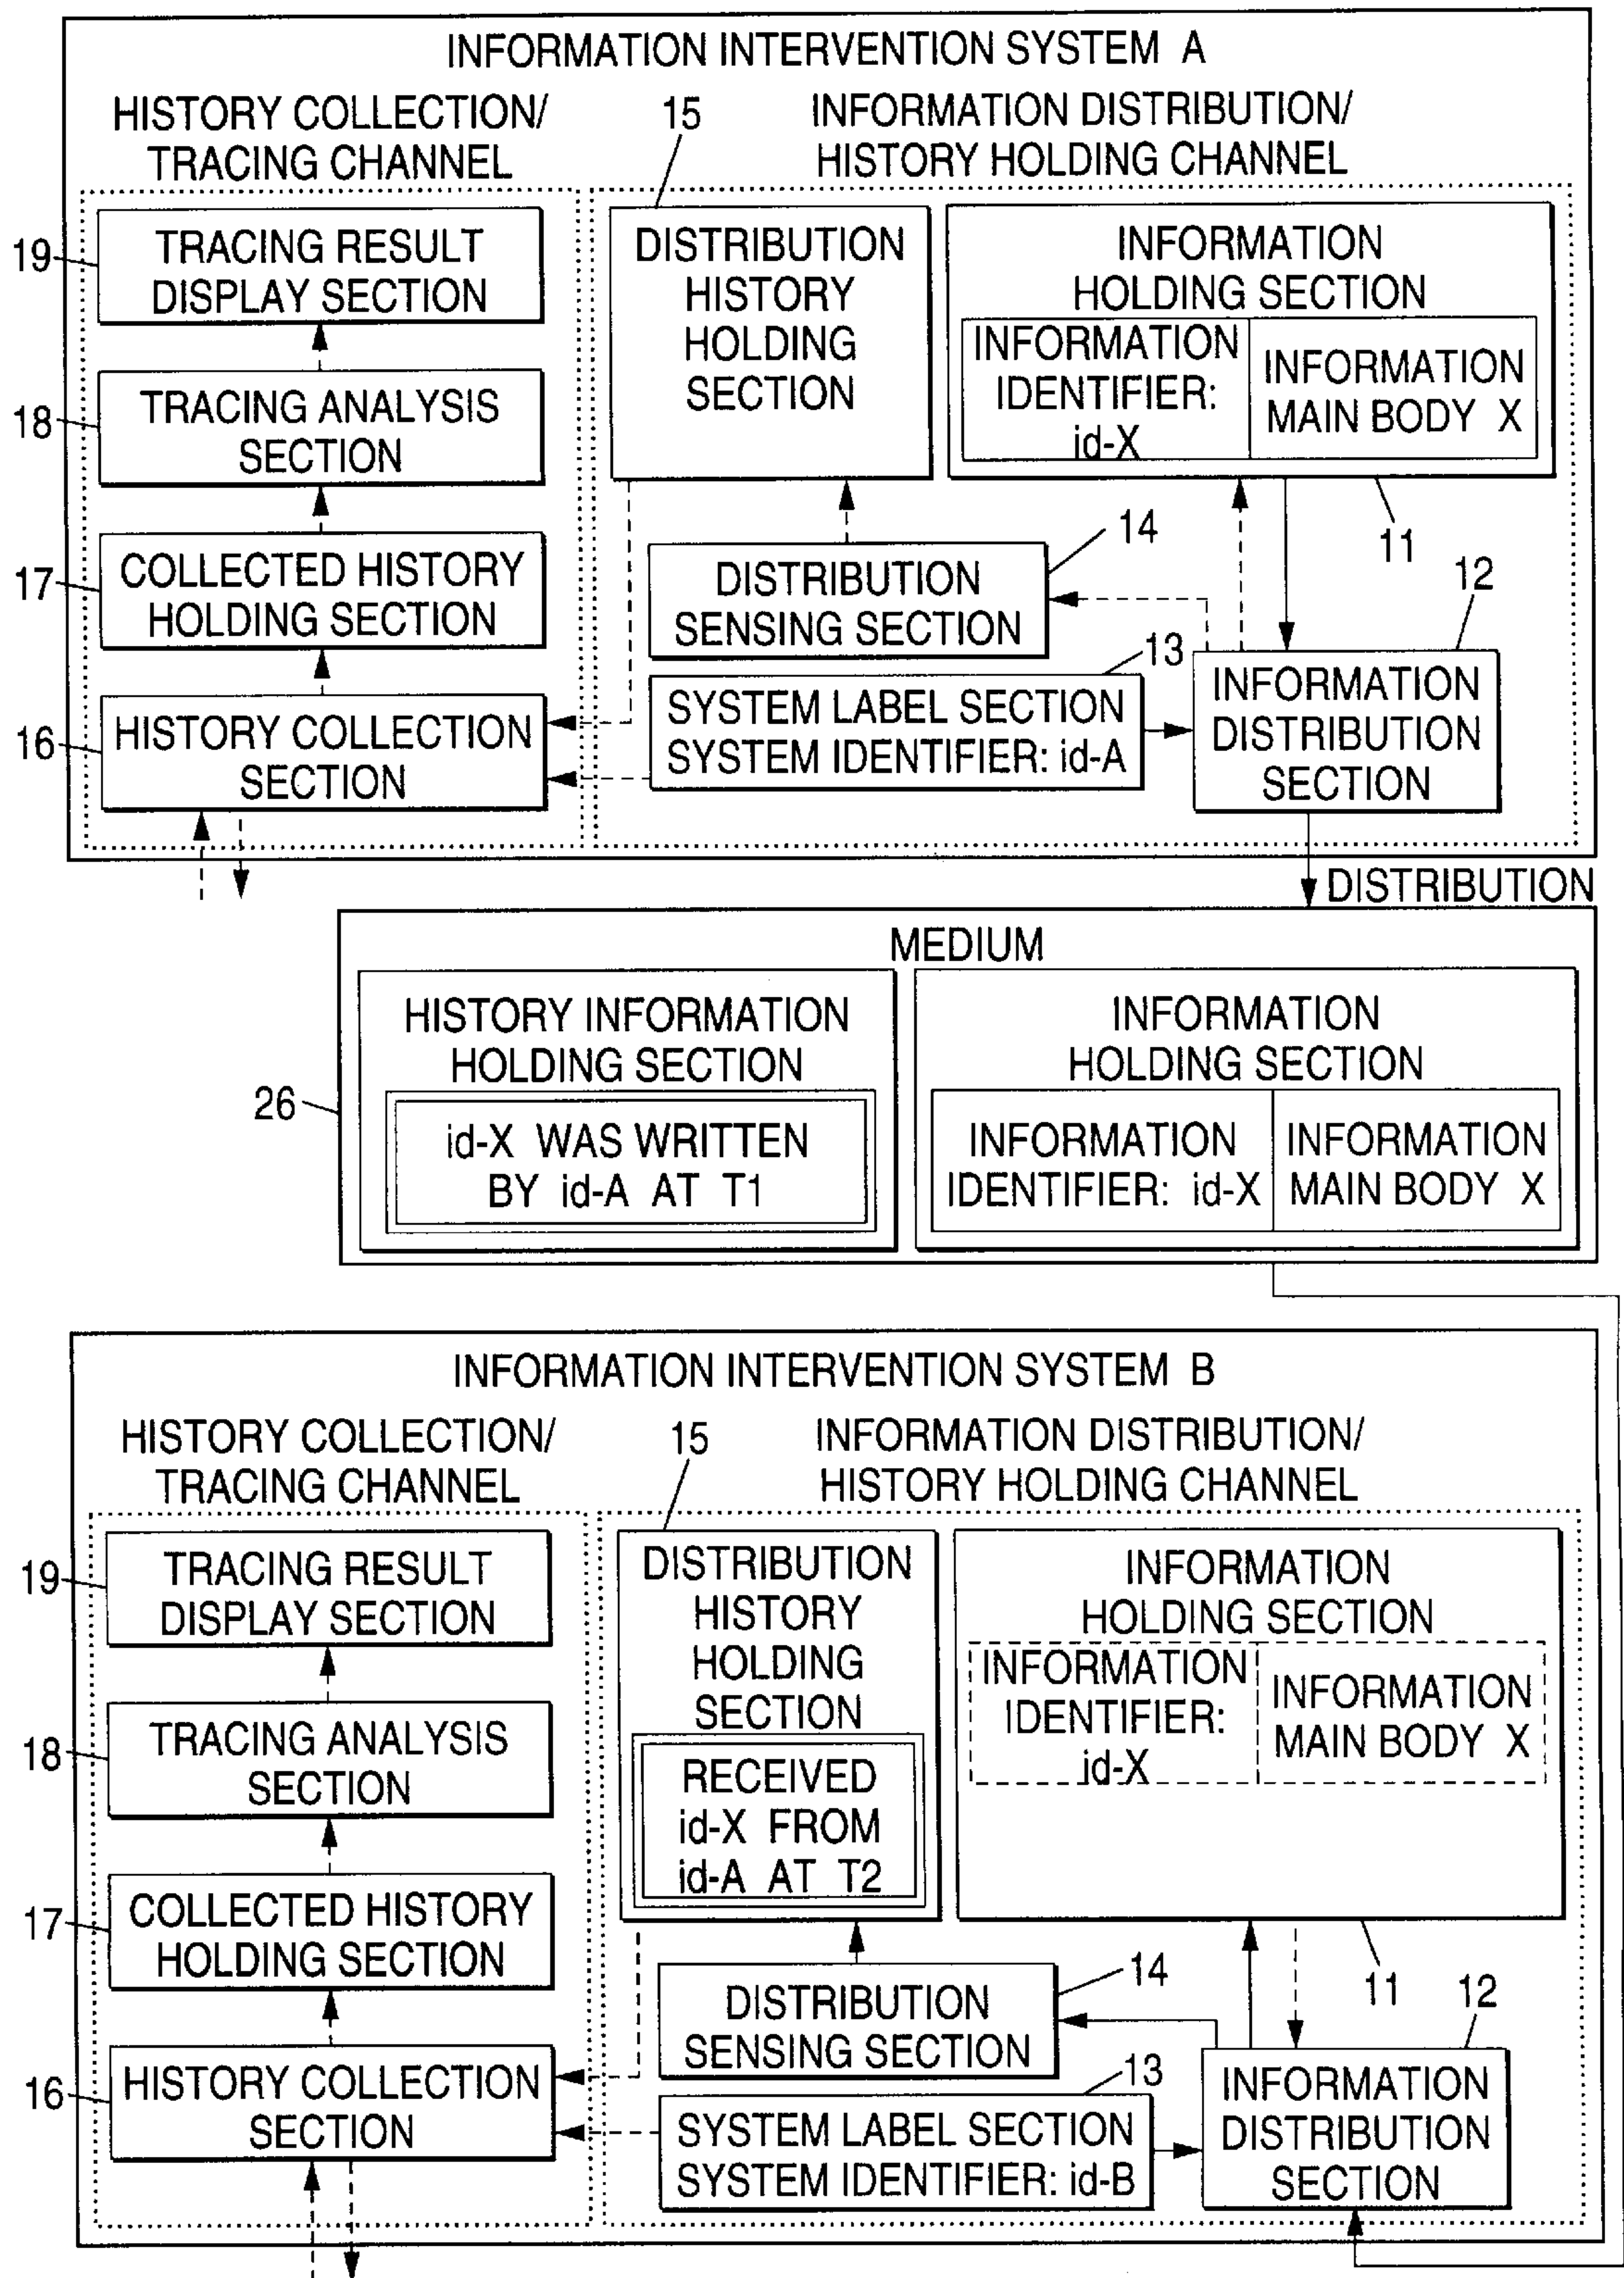 INFORMATION INTERVENTION SYSTEM A
HISTORY COLLECTION/
TRACING CHANNEL
15
INFORMATION DISTRIBUTION/
HISTORY HOLDING CHANNEL
19
TRACING RESULT
DISPLAY SECTION
18
TRACING ANALYSIS
SECTION
17
COLLECTED HISTORY
HOLDING SECTION
16
HISTORY COLLECTION
SECTION
DISTRIBUTION
HISTORY
HOLDING
SECTION
INFORMATION
HOLDING SECTION
INFORMATION
IDENTIFIER:
id-X
INFORMATION
MAIN BODY X
11
14
DISTRIBUTION
SENSING SECTION
12
13
SYSTEM LABEL SECTION
SYSTEM IDENTIFIER: id-A
INFORMATION
DISTRIBUTION
SECTION
DISTRIBUTION
MEDIUM
26
HISTORY INFORMATION
HOLDING SECTION
id-X WAS WRITTEN
BY id-A AT T1
INFORMATION
HOLDING SECTION
INFORMATION
IDENTIFIER: id-X
INFORMATION
MAIN BODY X
INFORMATION INTERVENTION SYSTEM B
HISTORY COLLECTION/
TRACING CHANNEL
15
INFORMATION DISTRIBUTION/
HISTORY HOLDING CHANNEL
19
TRACING RESULT
DISPLAY SECTION
18
TRACING ANALYSIS
SECTION
17
COLLECTED HISTORY
HOLDING SECTION
16
HISTORY COLLECTION
SECTION
DISTRIBUTION
HISTORY
HOLDING
SECTION
RECEIVED
id-X FROM
id-A AT T2
INFORMATION
HOLDING SECTION
INFORMATION
IDENTIFIER:
id-X
INFORMATION
MAIN BODY X
11
14
DISTRIBUTION
SENSING SECTION
12
13
SYSTEM LABEL SECTION
SYSTEM IDENTIFIER: id-B
INFORMATION
DISTRIBUTION
SECTION